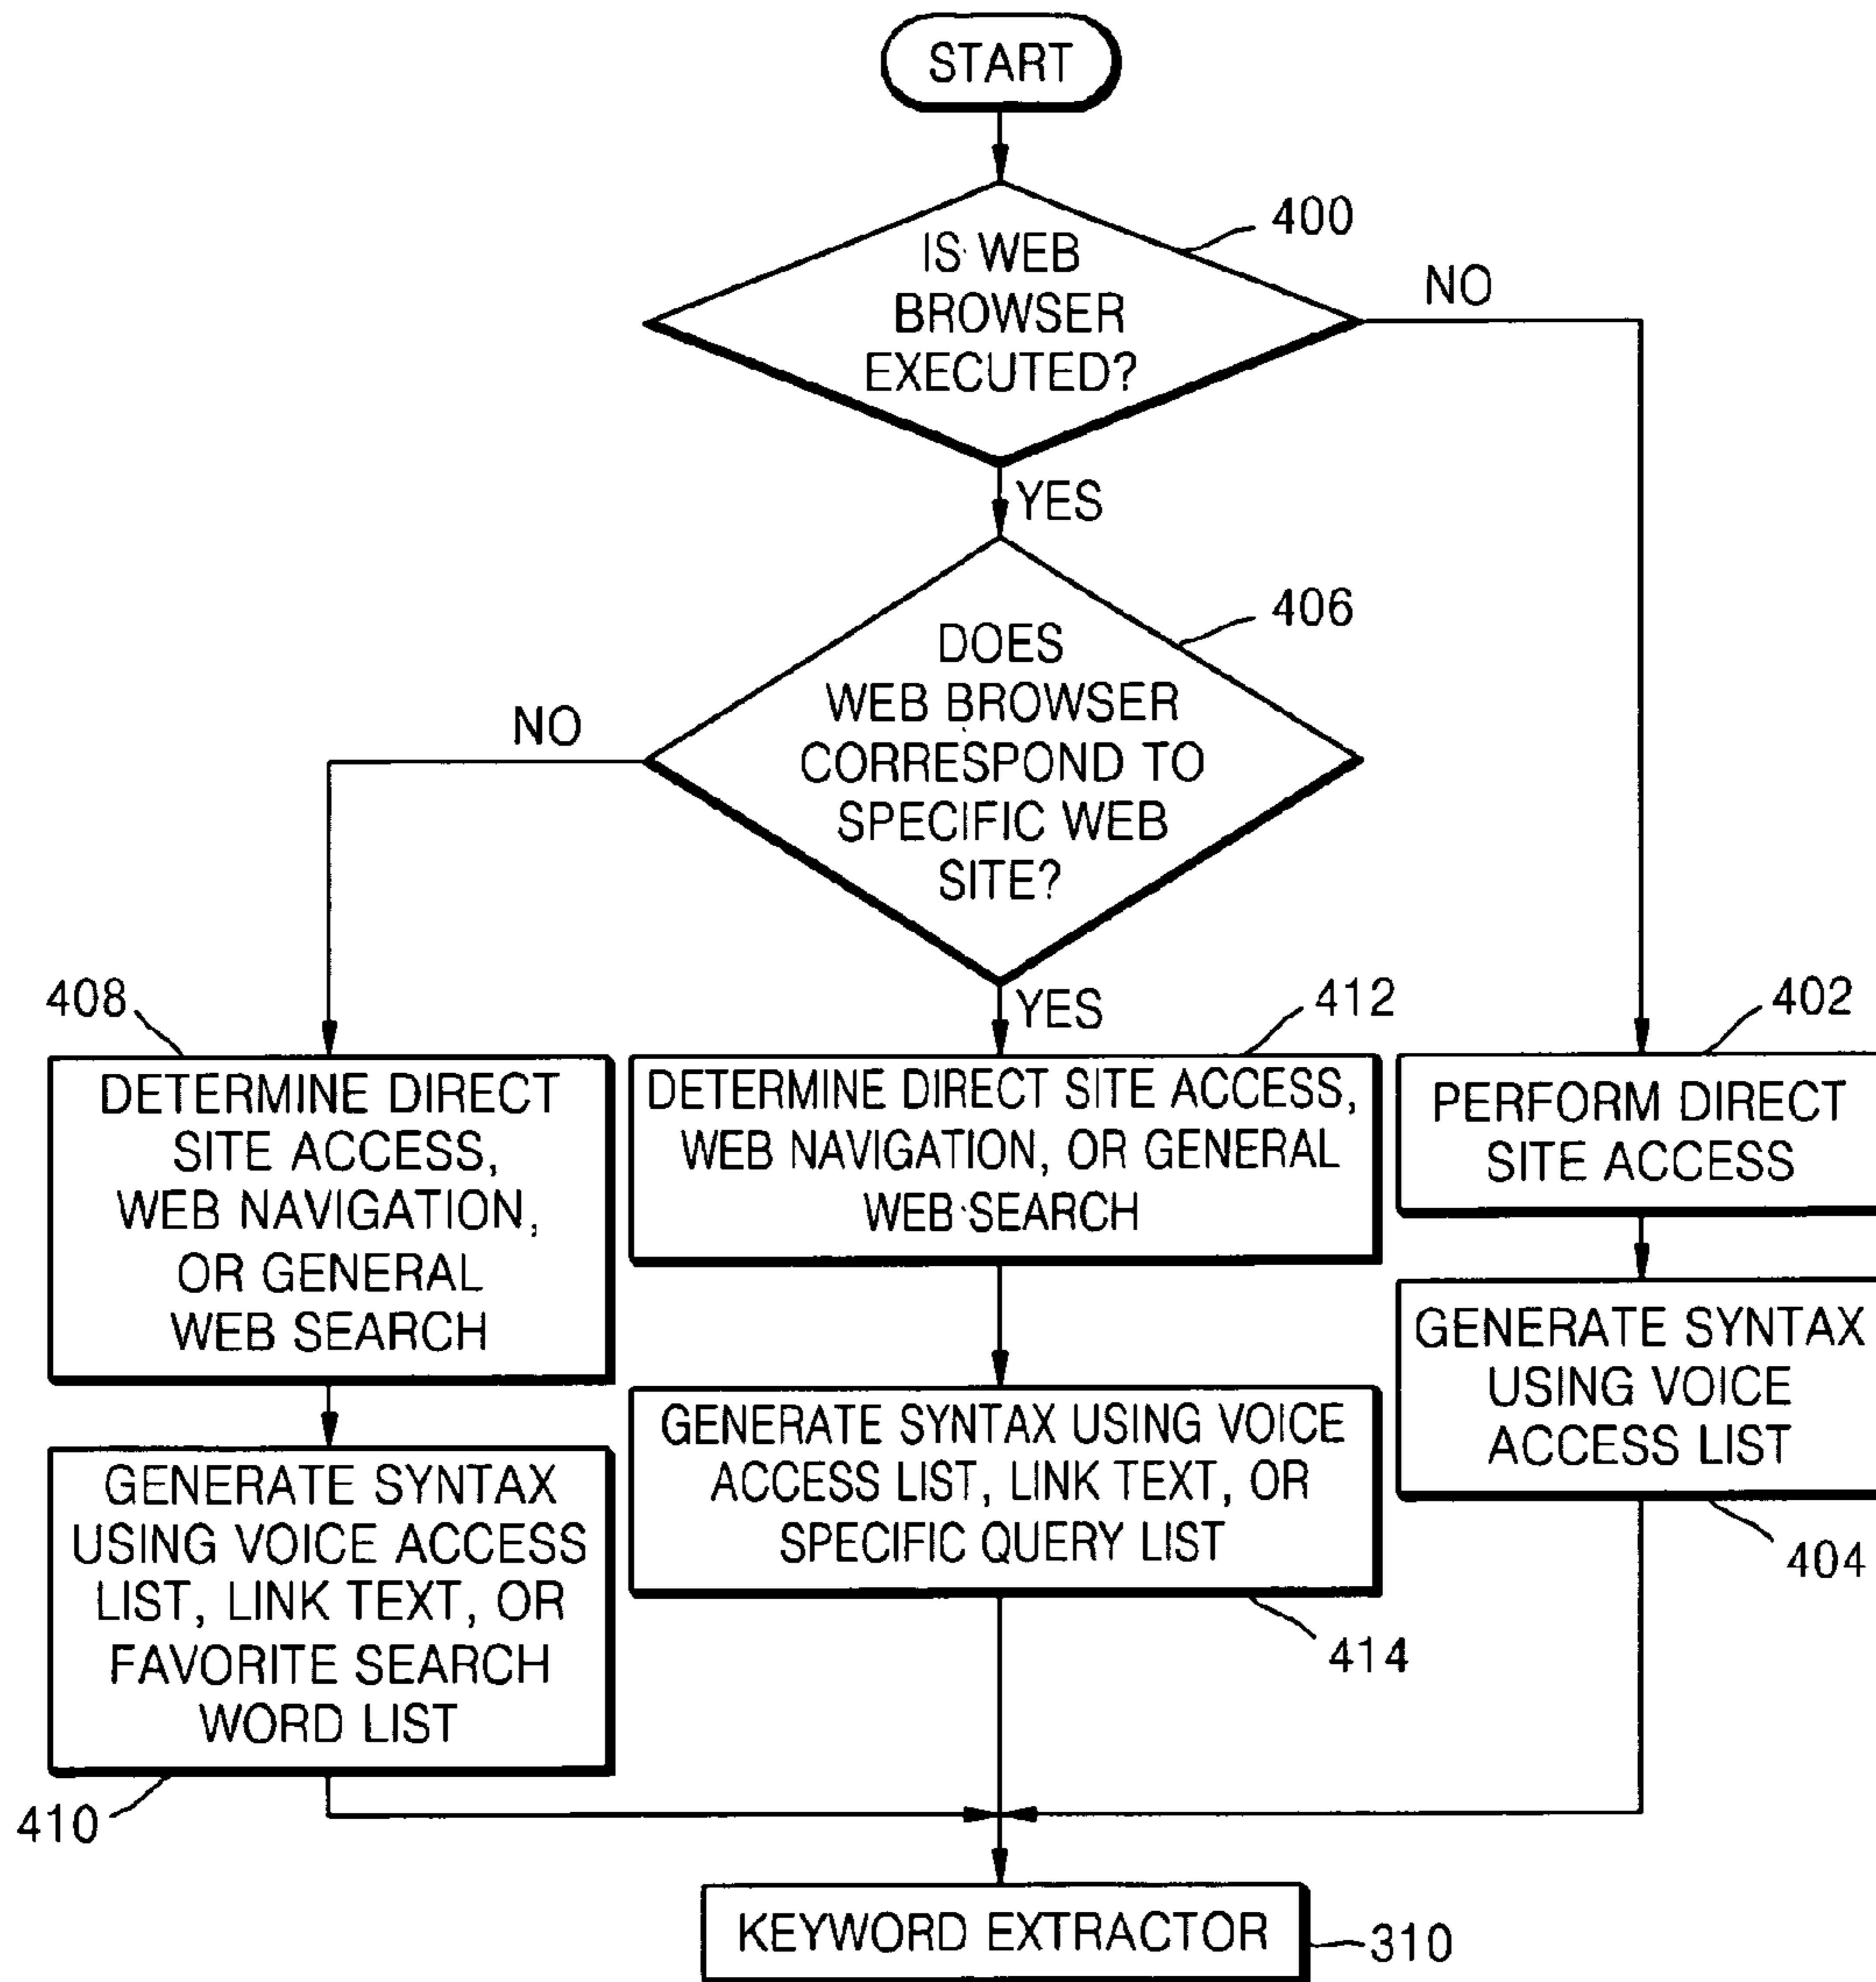 START
400
IS WEB
BROWSER
EXECUTED?
NO
YES
406
DOES
WEB BROWSER
CORRESPOND TO
SPECIFIC WEB
SITE?
NO
YES
408
DETERMINE DIRECT
SITE ACCESS,
WEB NAVIGATION,
OR GENERAL
WEB SEARCH
412
DETERMINE DIRECT SITE ACCESS,
WEB NAVIGATION, OR GENERAL
WEB SEARCH
402
PERFORM DIRECT
SITE ACCESS
GENERATE SYNTAX
USING VOICE ACCESS
LIST, LINK TEXT, OR
FAVORITE SEARCH
WORD LIST
410
GENERATE SYNTAX USING VOICE
ACCESS LIST, LINK TEXT, OR
SPECIFIC QUERY LIST
414
GENERATE SYNTAX
USING VOICE
ACCESS LIST
404
KEYWORD EXTRACTOR
310